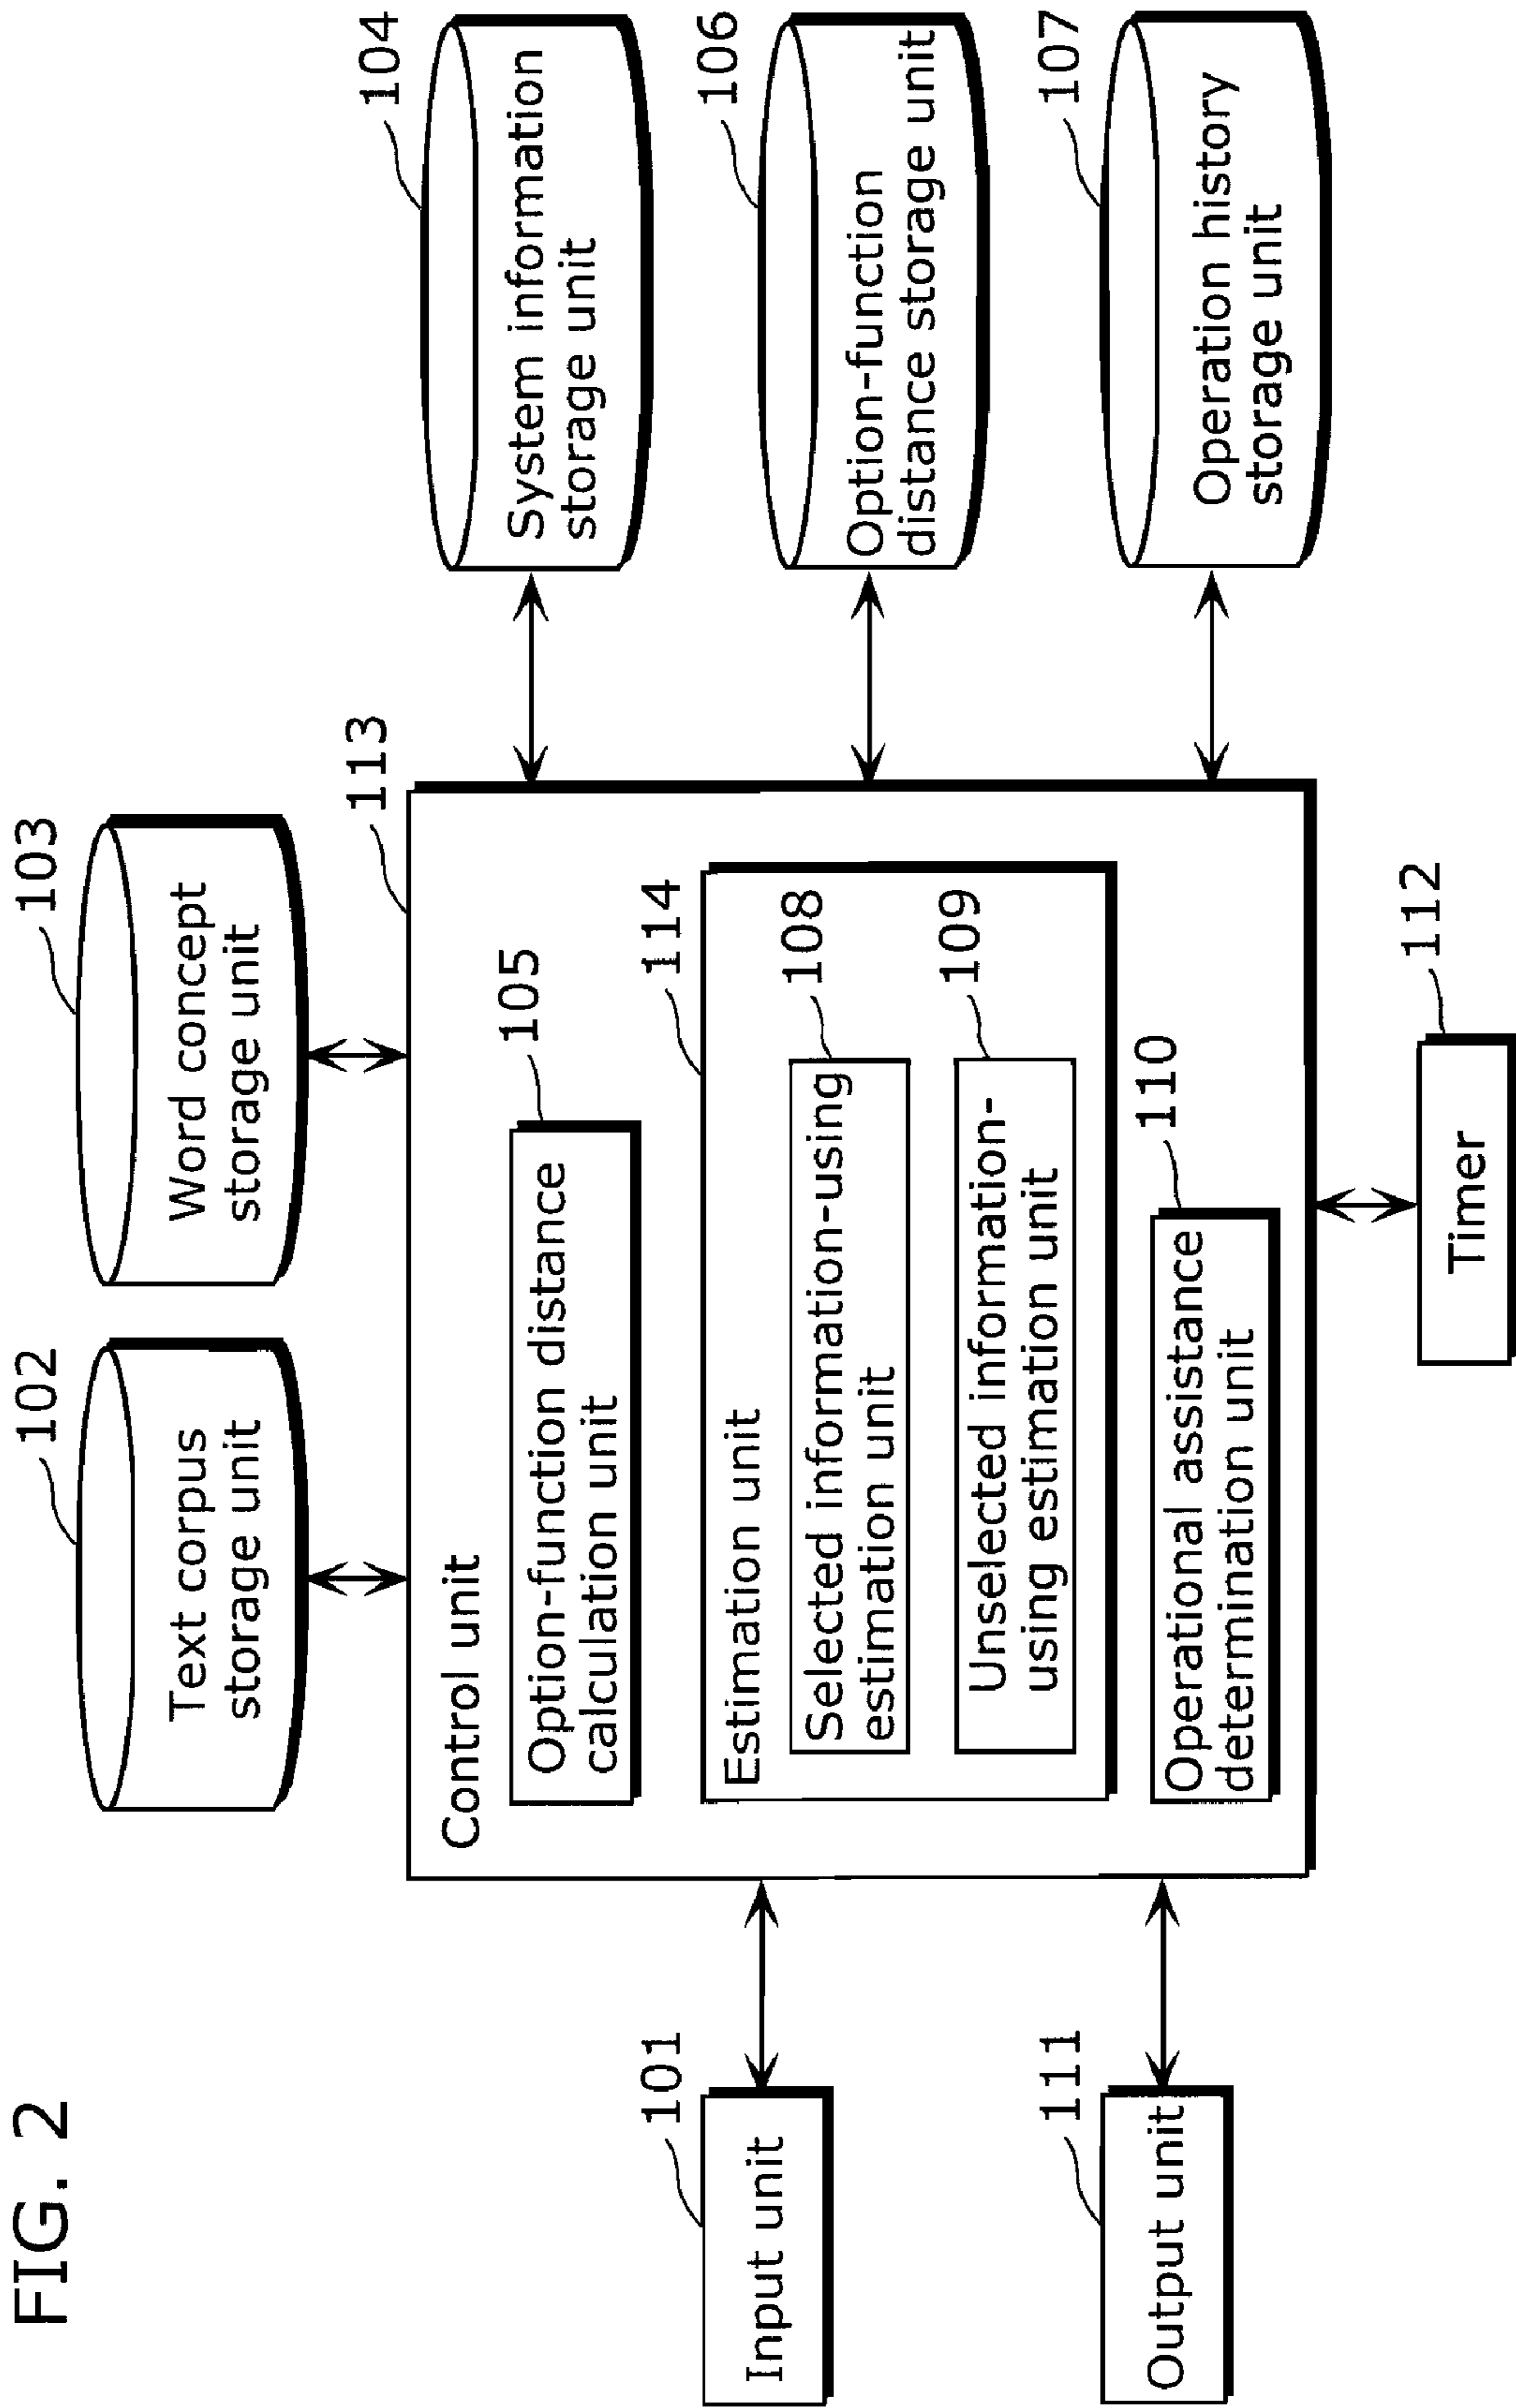 FIG. 2
102
Text corpus
storage unit
103
Word concept
storage unit
113
Control unit
105
Option-function distance
calculation unit
114
Estimation unit
108
Selected information-using
estimation unit
109
Unselected information-
using estimation unit
110
Operational assistance
determination unit
101
Input unit
111
Output unit
104
System information
storage unit
106
Option-function
distance storage unit
107
Operation history
storage unit
112
Timer